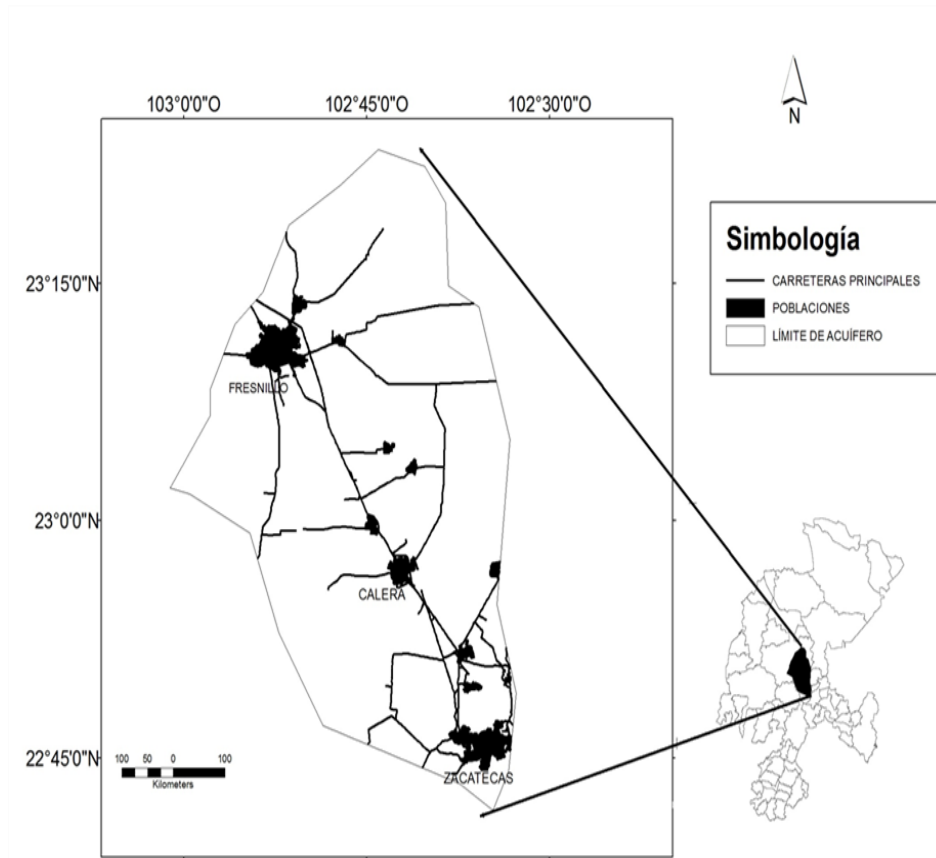 103°0'0"O 102°45'0"O 102°30'0"O
N
Simbología
CARRETERAS PRINCIPALES
POBLACIONES
LÍMITE DE ACUÍFERO
23°15'0"N
FRESNILLO
23°0'0"N
CALERA
22°45'0"N
ZACATECAS
100 50 0 100
Kilometers